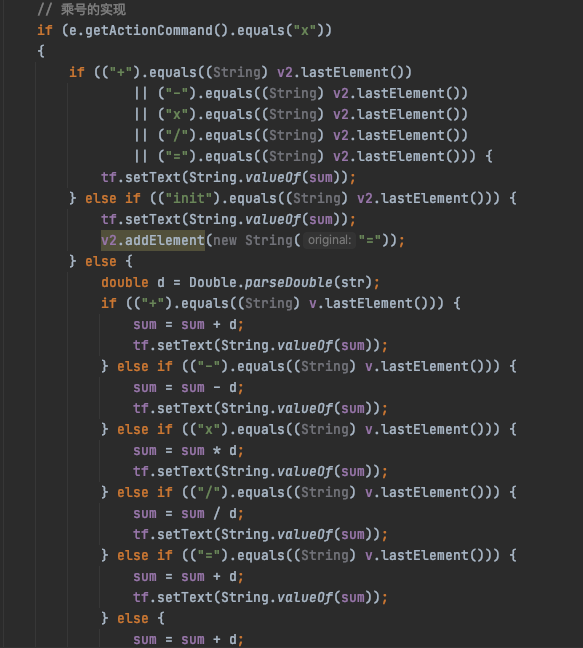 // 乘号的实现
if (e.getActionCommand().equals("x"))
{
if (("+").equals((String) v2.lastElement())
|| ("-").equals((String) v2.lastElement())
|| ("x").equals((String) v2.lastElement())
|| ("/").equals((String) v2.lastElement())
|| ("=").equals((String) v2.lastElement())) {
tf.setText(String.valueOf(sum));
} else if (("init").equals((String) v2.lastElement())) {
tf.setText(String.valueOf(sum));
v2.addElement(new String( original: "="));
} else {
double d = Double.parseDouble(str);
if (("+").equals((String) v.lastElement())) {
sum = sum + d;
tf.setText(String.valueOf(sum));
} else if (("-").equals((String) v.lastElement())) {
sum = sum - d;
tf.setText(String.valueOf(sum));
} else if (("x").equals((String) v.lastElement())) {
sum = sum * d;
tf.setText(String.valueOf(sum));
} else if (("/").equals((String) v.lastElement())) {
sum = sum / d;
tf.setText(String.valueOf(sum));
} else if (("=").equals((String) v.lastElement())) {
sum = sum + d;
tf.setText(String.valueOf(sum));
} else {
sum = sum + d;